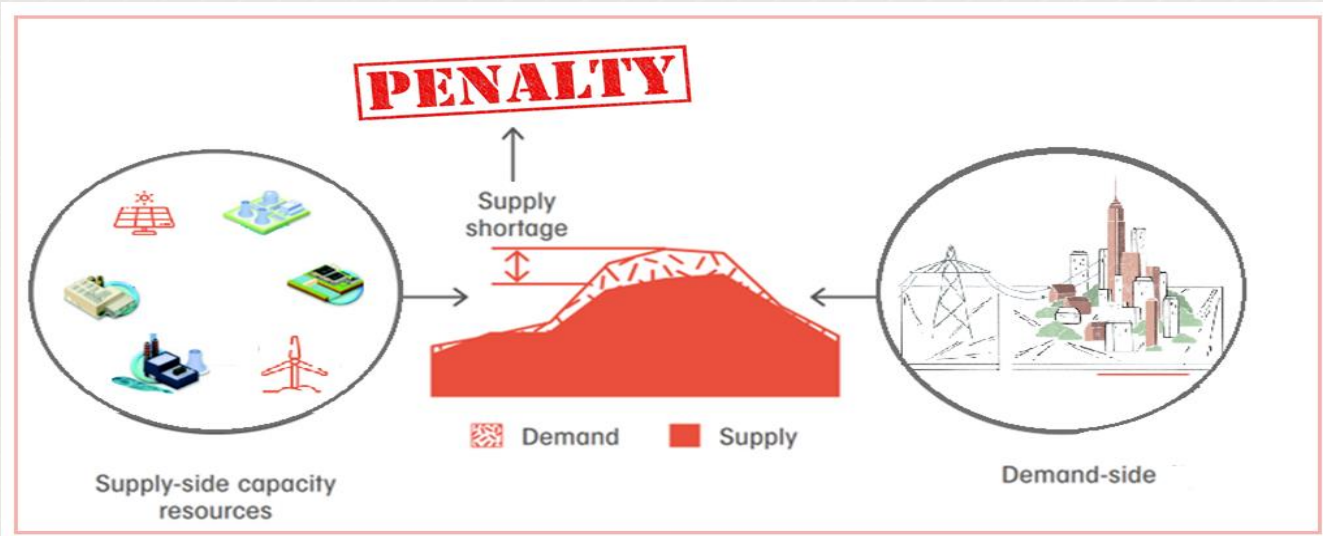 PENALTY
Supply
shortage
Demand
Supply
Supply-side capacity
resources
Demand-side